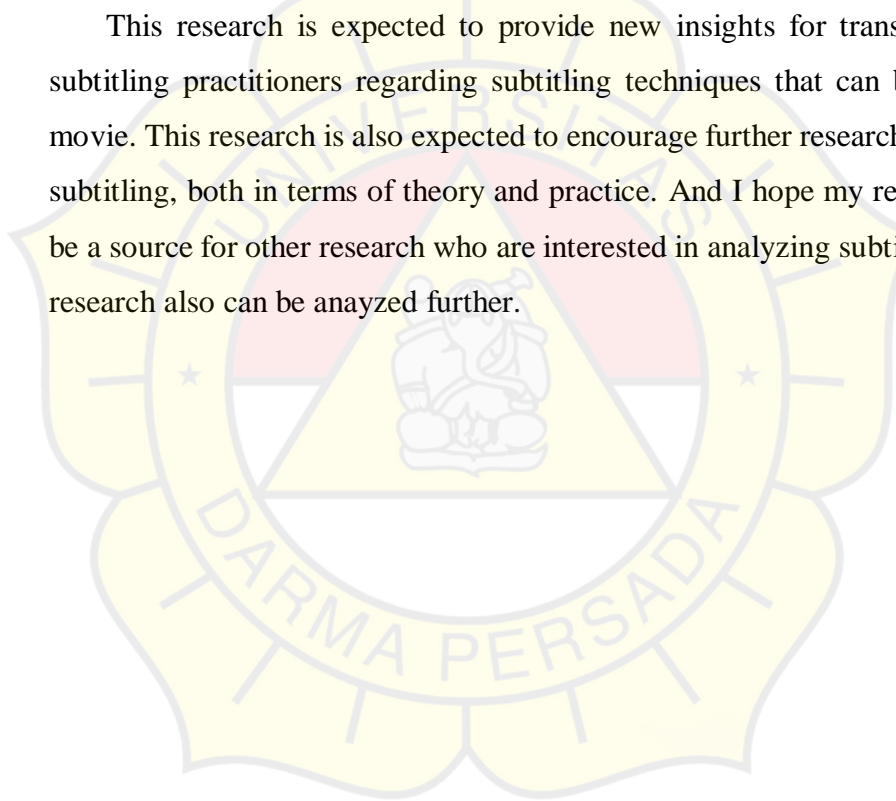 This research is expected to provide new insights for trans
subtitling practitioners regarding subtitling techniques that can
movie. This research is also expected to encourage further research
subtitling, both in terms of theory and practice. And I hope my re
be a source for other research who are interested in analyzing subti
research also can be anayzed further.
UNIVERSITAS
DARMA PERSADA